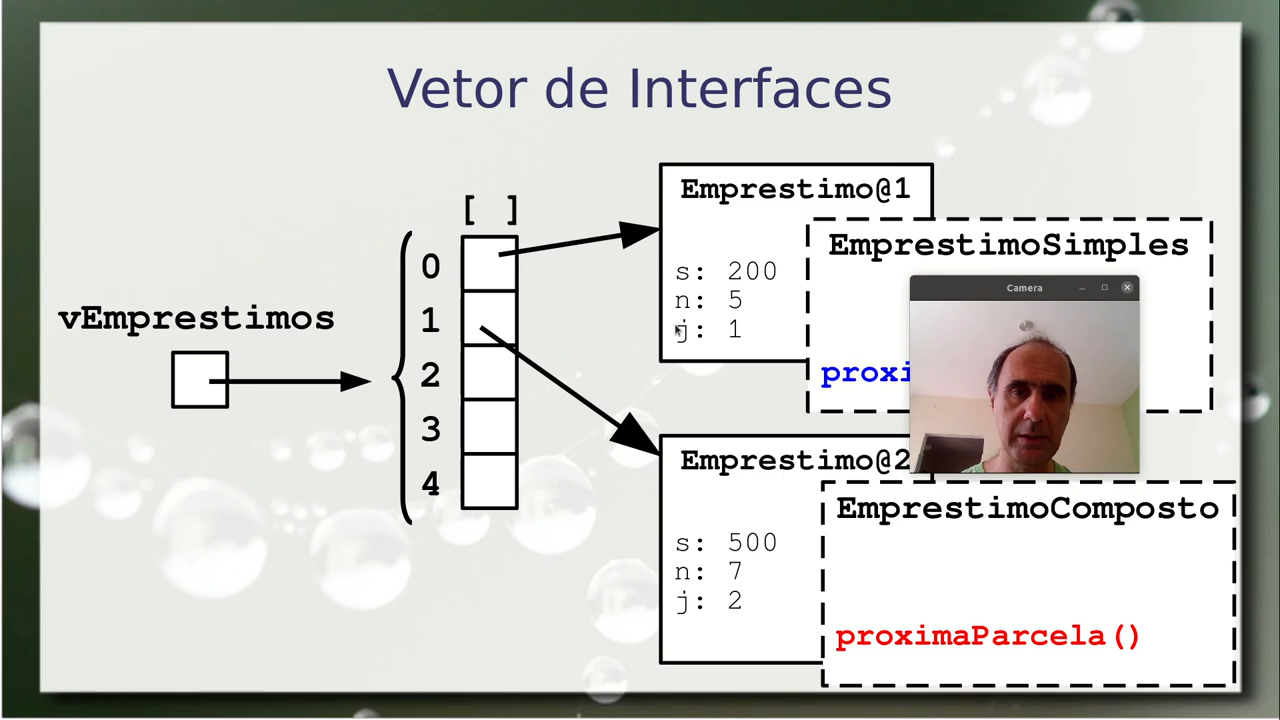 Vetor de Interfaces
[ ]
0
1
2
3
4
vEmprestimos
Emprestimo@1
s: 200
n: 5
j: 1
EmprestimoSimples
Camera
Emprestimo@2
s: 500
n: 7
j: 2
EmprestimoComposto
proximaParcela()